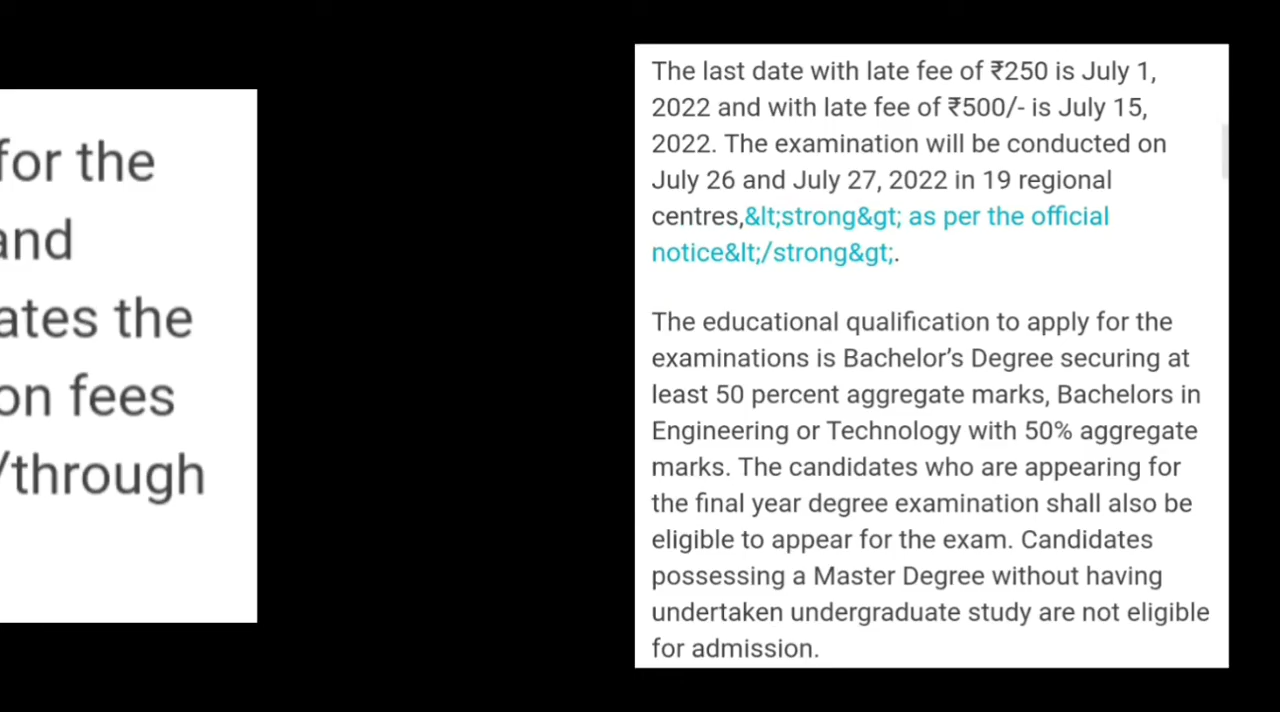 for the
and
ates the
on fees
/through
The last date with late fee of ₹250 is July 1,
2022 and with late fee of ₹500/- is July 15,
2022. The examination will be conducted on
July 26 and July 27, 2022 in 19 regional
centres,&lt;strong&gt; as per the official
notice&lt;/strong&gt;.
The educational qualification to apply for the
examinations is Bachelor’s Degree securing at
least 50 percent aggregate marks, Bachelors in
Engineering or Technology with 50% aggregate
marks. The candidates who are appearing for
the final year degree examination shall also be
eligible to appear for the exam. Candidates
possessing a Master Degree without having
undertaken undergraduate study are not eligible
for admission.